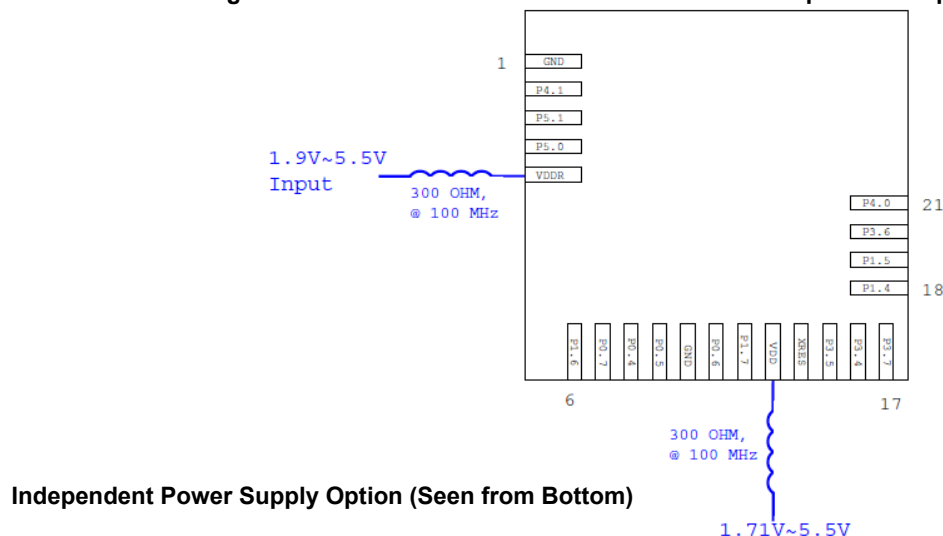 1
GND
P4.1
P5.1
P5.0
VDDR
1.9V~5.5V
Input
300 OHM,
@ 100 MHz
P4.0
21
P3.6
P1.5
P1.4
18
P1.6
P0.7
P0.4
P0.5
GND
P0.6
P1.7
VDD
XRES
P3.5
P3.4
P3.7
6
17
300 OHM,
@ 100 MHz
Independent Power Supply Option (Seen from Bottom)
1.71V~5.5V